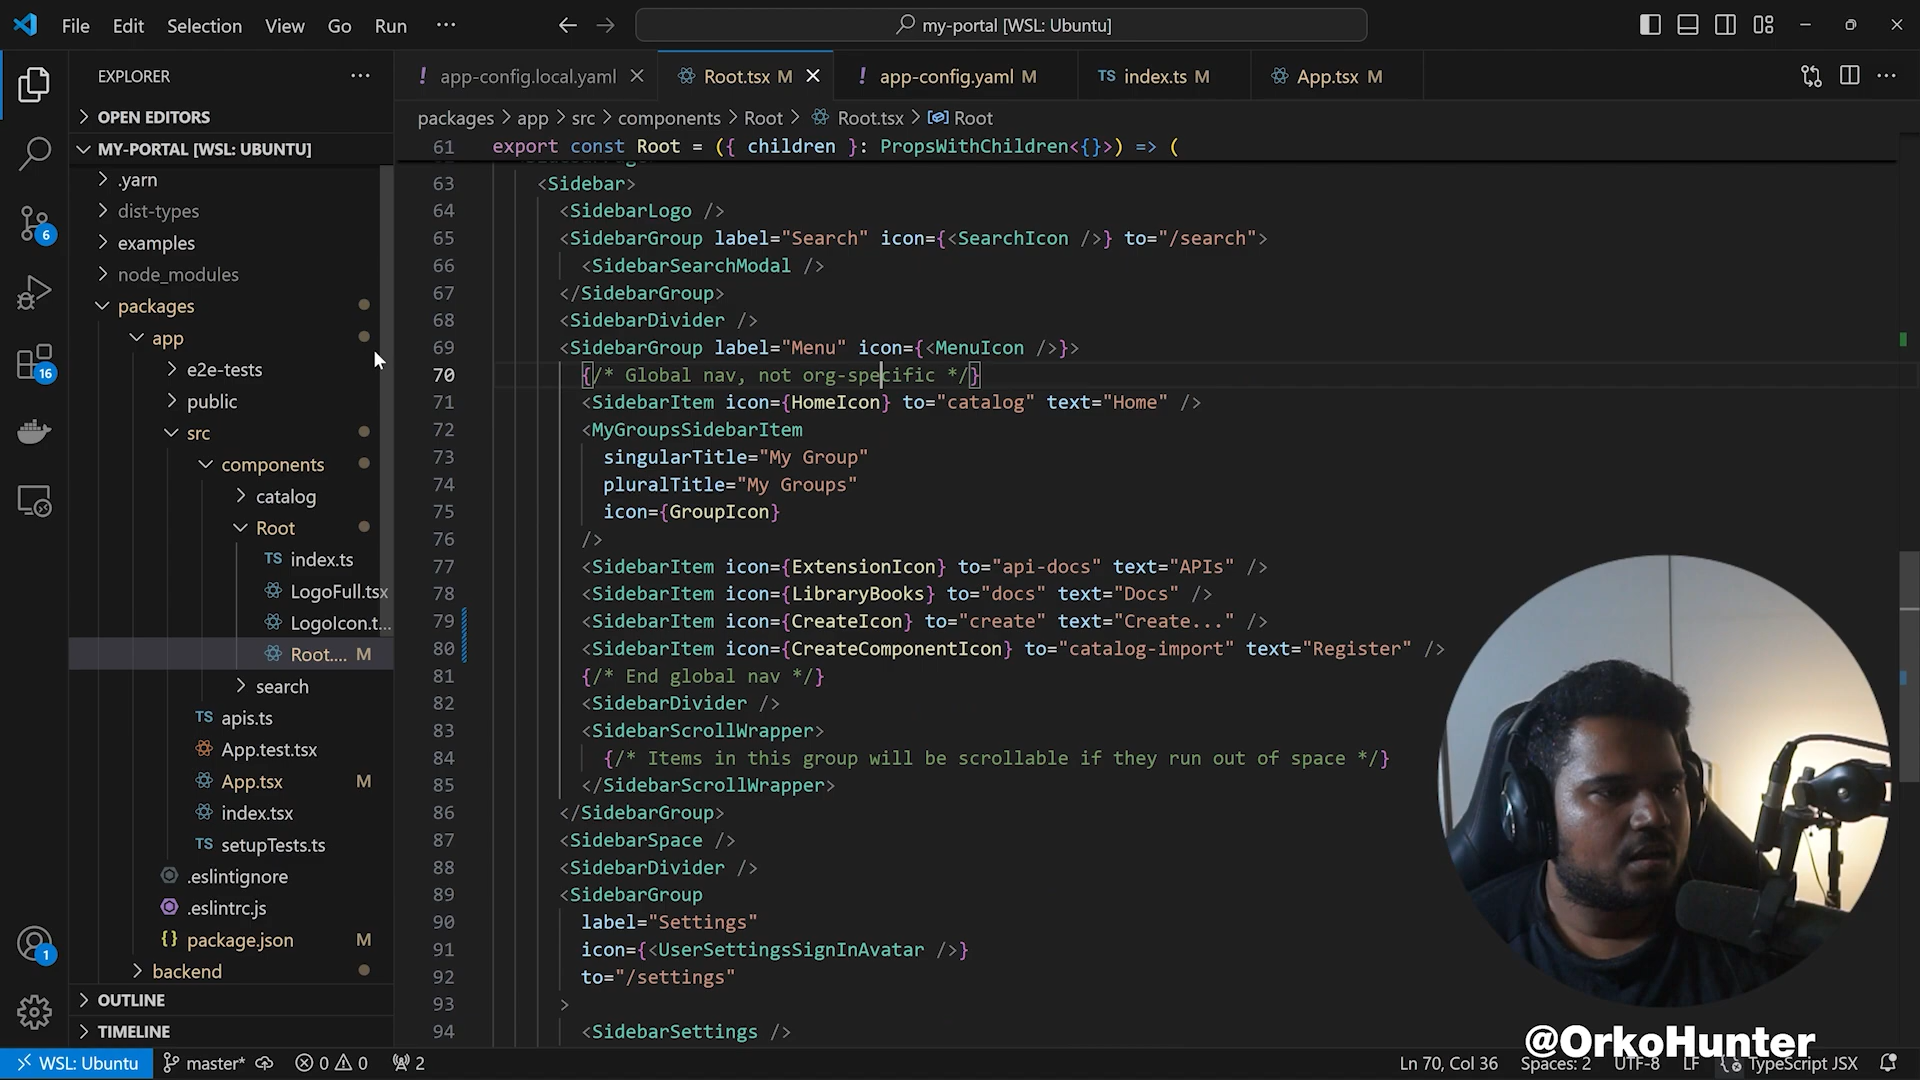 File Edit Selection View Go Run ···
my-portal [WSL: Ubuntu]
EXPLORER
OPEN EDITORS
MY-PORTAL [WSL: UBUNTU]
.yarn
dist-types
examples
node_modules
packages
app
e2e-tests
public
src
components
catalog
Root
TS index.ts
LogoFull.tsx
LogoIcon.t...
Root.... M
search
TS apis.ts
App.test.tsx
App.tsx M
index.tsx
TS setupTests.ts
.eslintignore
.eslintrc.js
{} package.json M
backend
OUTLINE
TIMELINE
6
16
1
! app-config.local.yaml
Root.tsx M
! app-config.yaml M
TS index.ts M
App.tsx M
packages > app > src > components > Root > Root.tsx > Root
61 export const Root = ({ children }: PropsWithChildren<{}>) => (
63 <Sidebar>
64 <SidebarLogo />
65 <SidebarGroup label="Search" icon={<SearchIcon />} to="/search">
66 <SidebarSearchModal />
67 </SidebarGroup>
68 <SidebarDivider />
69 <SidebarGroup label="Menu" icon={<MenuIcon />}>
70 {/* Global nav, not org-specific */}
71 <SidebarItem icon={HomeIcon} to="catalog" text="Home" />
72 <MyGroupsSidebarItem
73 singularTitle="My Group"
74 pluralTitle="My Groups"
75 icon={GroupIcon}
76 />
77 <SidebarItem icon={ExtensionIcon} to="api-docs" text="APIs" />
78 <SidebarItem icon={LibraryBooks} to="docs" text="Docs" />
79 <SidebarItem icon={CreateIcon} to="create" text="Create..." />
80 <SidebarItem icon={CreateComponentIcon} to="catalog-import" text="Register" />
81 {/* End global nav */}
82 <SidebarDivider />
83 <SidebarScrollWrapper>
84 {/* Items in this group will be scrollable if they run out of space */}
85 </SidebarScrollWrapper>
86 </SidebarGroup>
87 <SidebarSpace />
88 <SidebarDivider />
89 <SidebarGroup
90 label="Settings"
91 icon={<UserSettingsSignInAvatar />}
92 to="/settings"
93 >
94 <SidebarSettings />
@OrkoHunter
WSL: Ubuntu master* 0 0 2 Ln 70, Col 36 Spaces: 2 UTF-8 LF TypeScript JSX